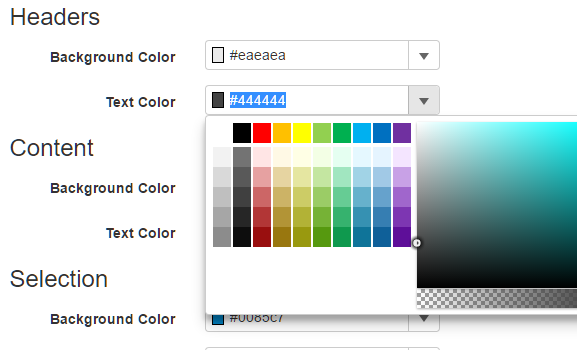 Headers
Background Color #eaeaea
Text Color #444444
Content
Background Color
Text Color
Selection
Background Color #0085c7